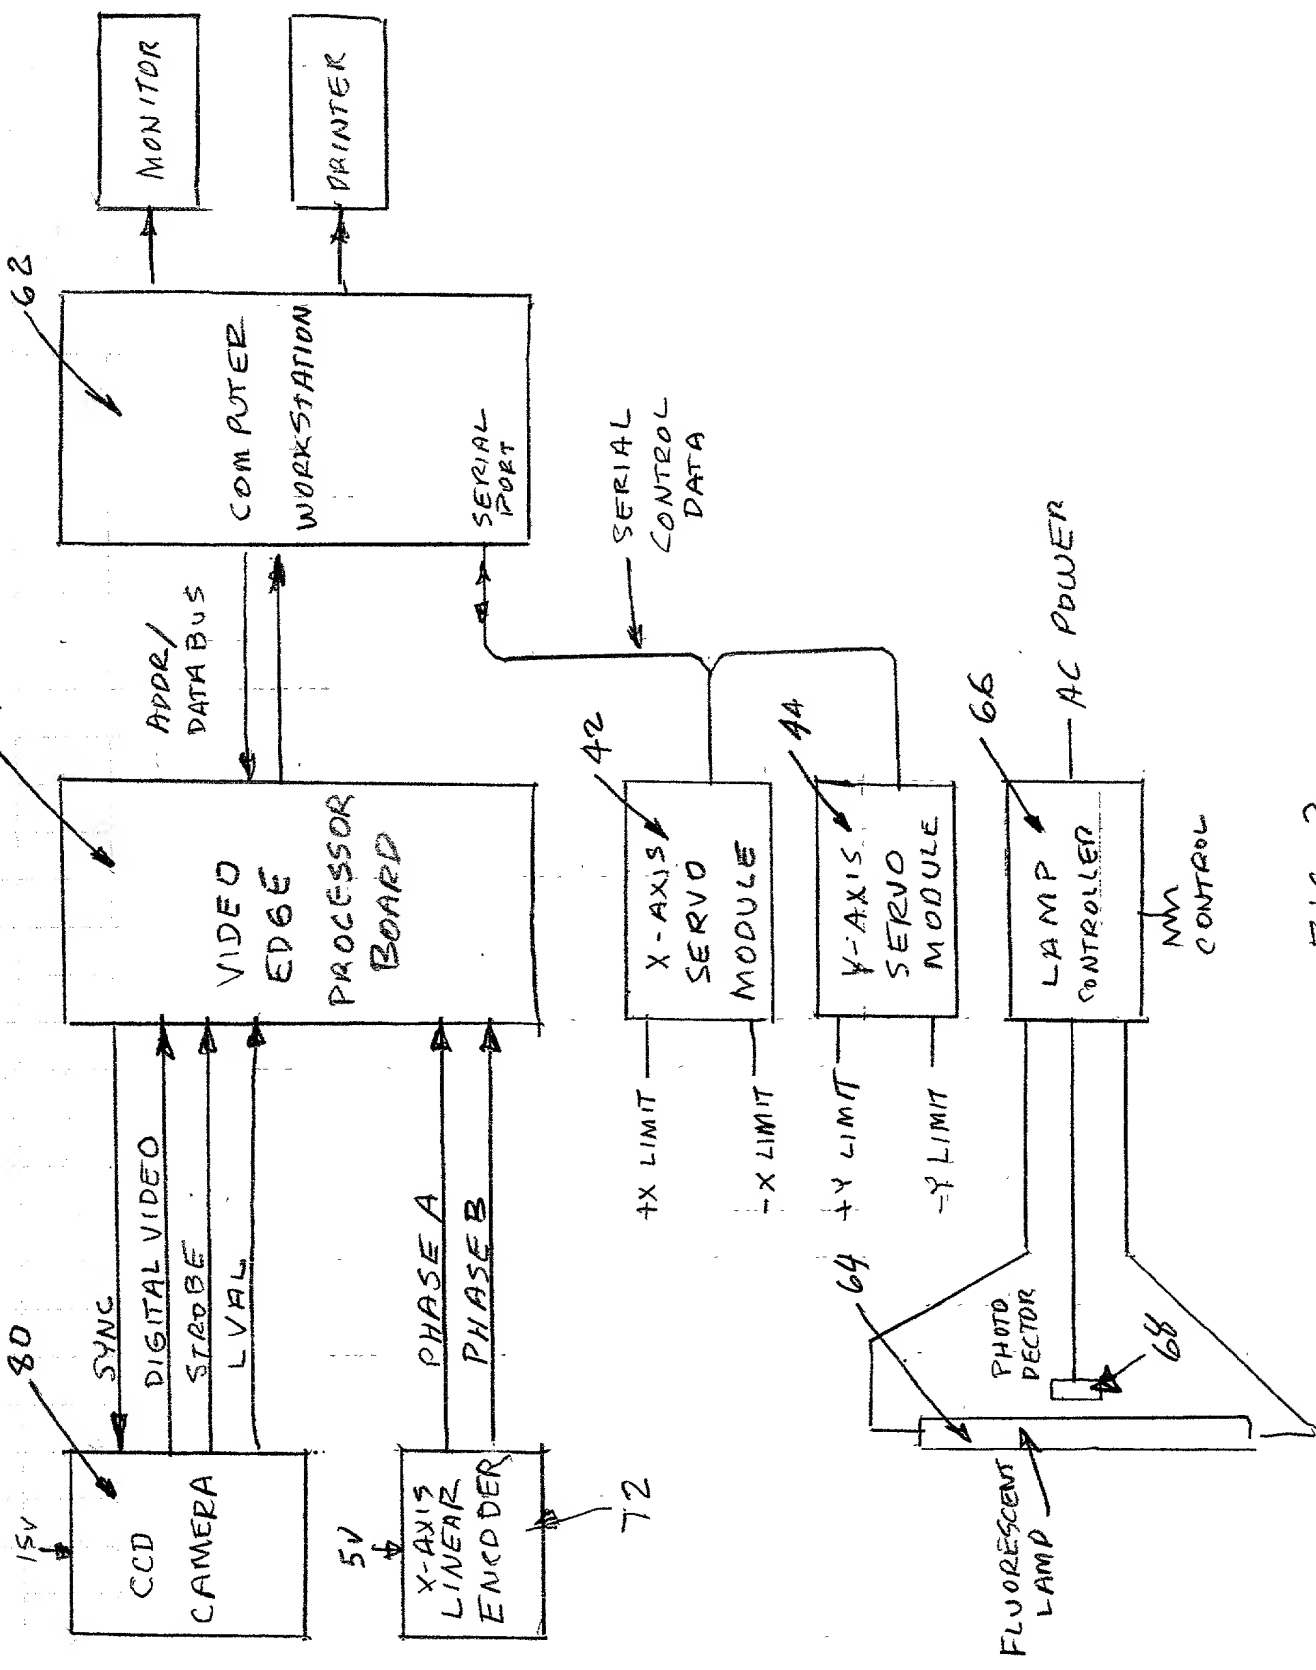 15V
80
CCD
CAMERA
SYNC
DIGITAL VIDEO
STROBE
LVAL
5V
X-AXIS
LINEAR
ENCODER
72
PHASE A
PHASE B
VIDEO
EDGE
PROCESSOR
BOARD
ADDR/
DATA BUS
62
COMPUTER
WORKSTATION
SERIAL
PORT
MONITOR
PRINTER
SERIAL
CONTROL
DATA
+X LIMIT
-X LIMIT
X-AXIS
SERVO
MODULE
42
+Y LIMIT
-Y LIMIT
Y-AXIS
SERVO
MODULE
44
64
PHOTO
DECTOR
68
FLUORESCENT
LAMP
LAMP
CONTROLLER
66
AC POWER
CONTROL